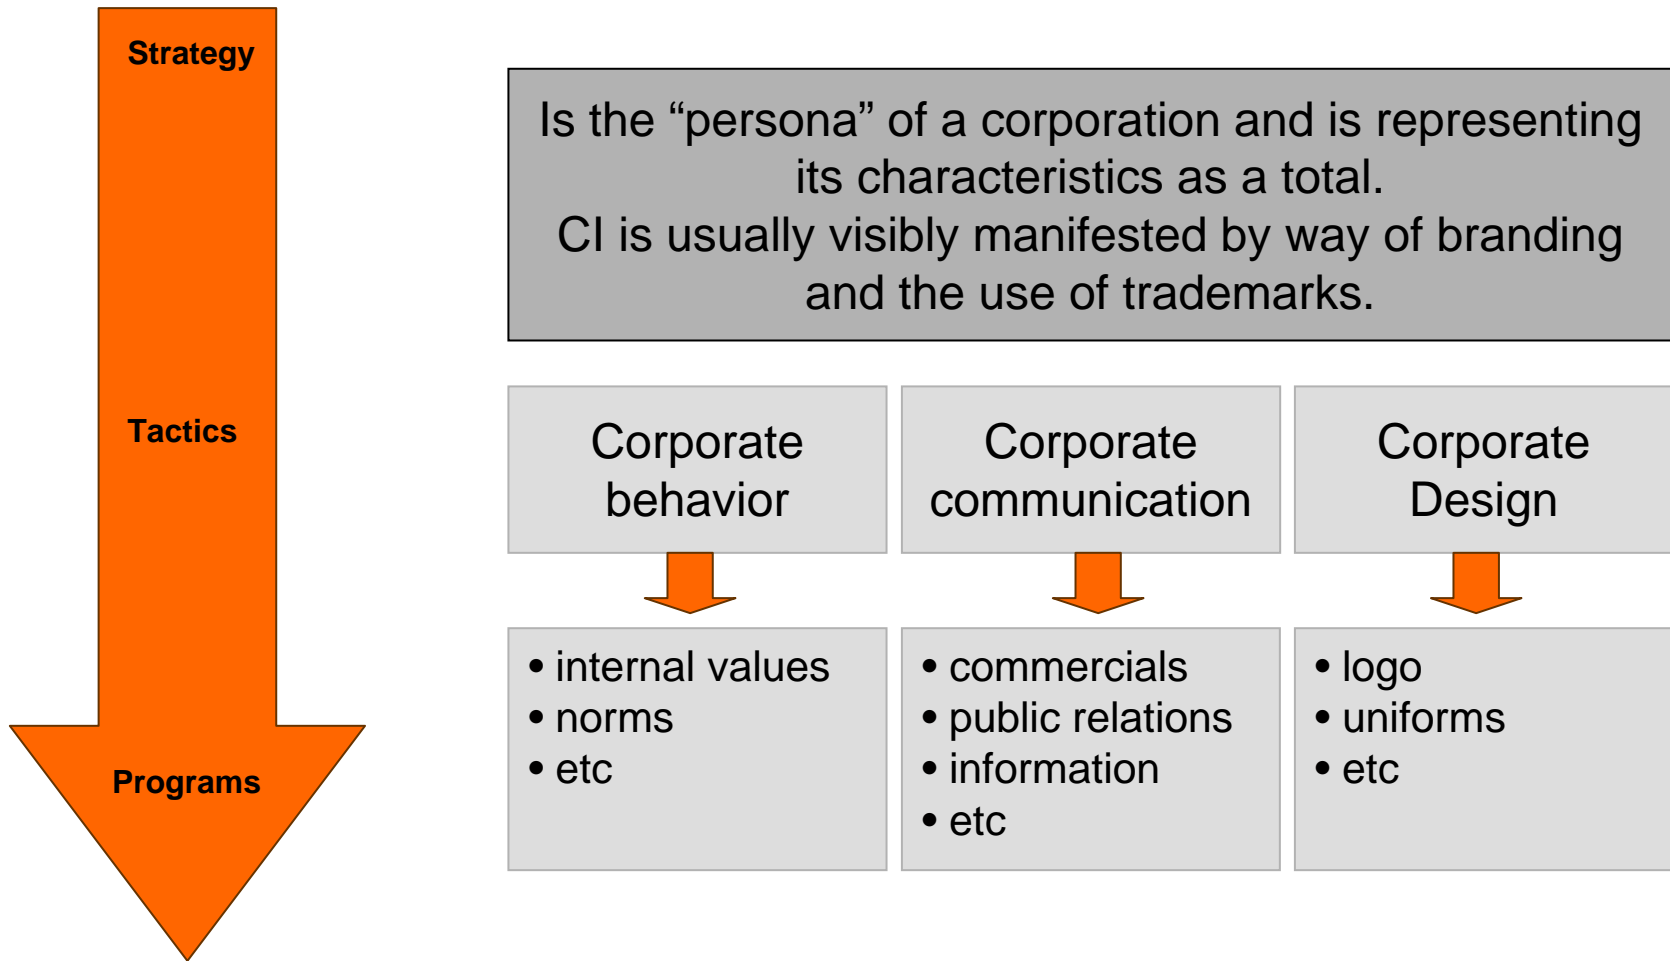 Strategy
Is the “persona” of a corporation and is representing
its characteristics as a total.
CI is usually visibly manifested by way of branding
and the use of trademarks.
Tactics
Corporate
behavior
Corporate
communication
Corporate
Design
Programs
• internal values
• norms
• etc
• commercials
• public relations
• information
• etc
• logo
• uniforms
• etc